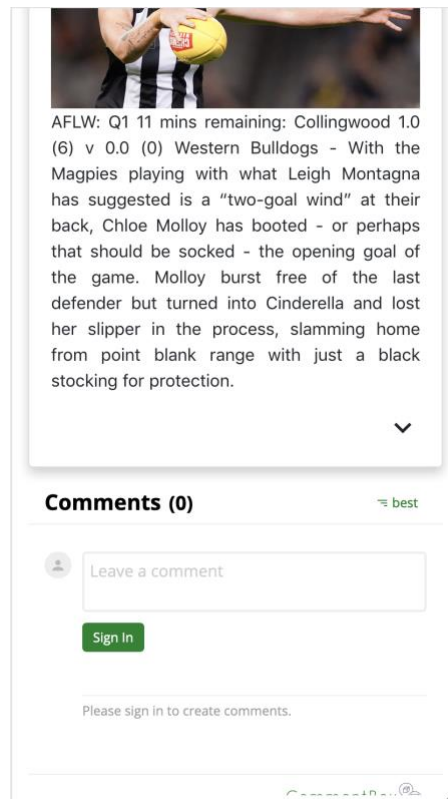 AFLW: Q1 11 mins remaining: Collingwood 1.0
(6) v 0.0 (0) Western Bulldogs - With the
Magpies playing with what Leigh Montagna
has suggested is a “two-goal wind” at their
back, Chloe Molloy has booted - or perhaps
that should be socked - the opening goal of
the game. Molloy burst free of the last
defender but turned into Cinderella and lost
her slipper in the process, slamming home
from point blank range with just a black
stocking for protection.
Comments (0)
best
Leave a comment
Sign In
Please sign in to create comments.